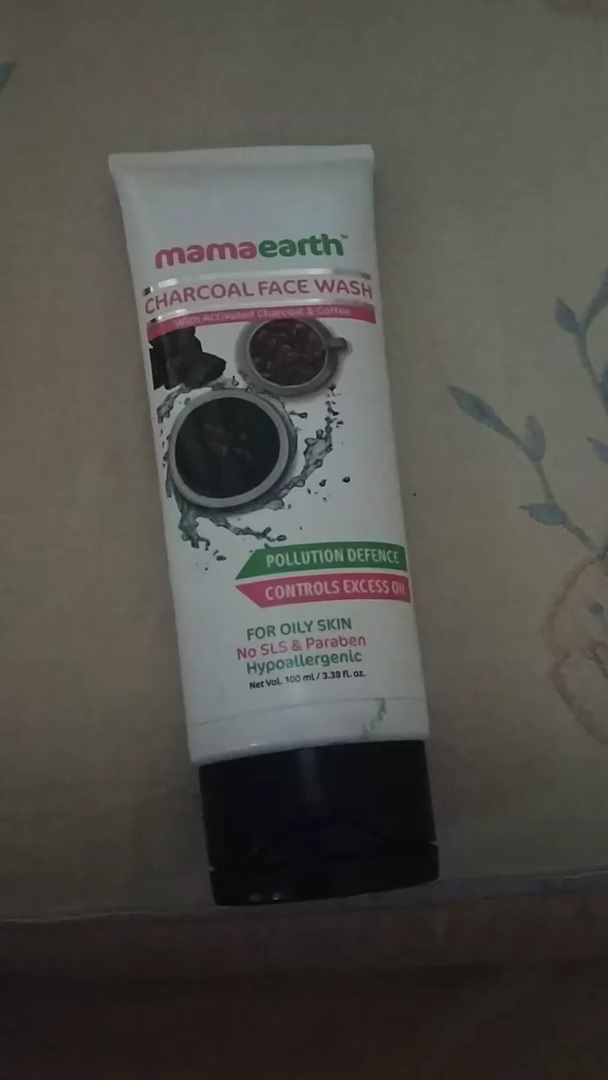 mamaearth™
CHARCOAL FACE WASH
With Activated Charcoal & Coffee
POLLUTION DEFENCE
CONTROLS EXCESS OIL
FOR OILY SKIN
No SLS & Paraben
Hypoallergenic
Net Vol. 100 ml / 3.38 fl. oz.